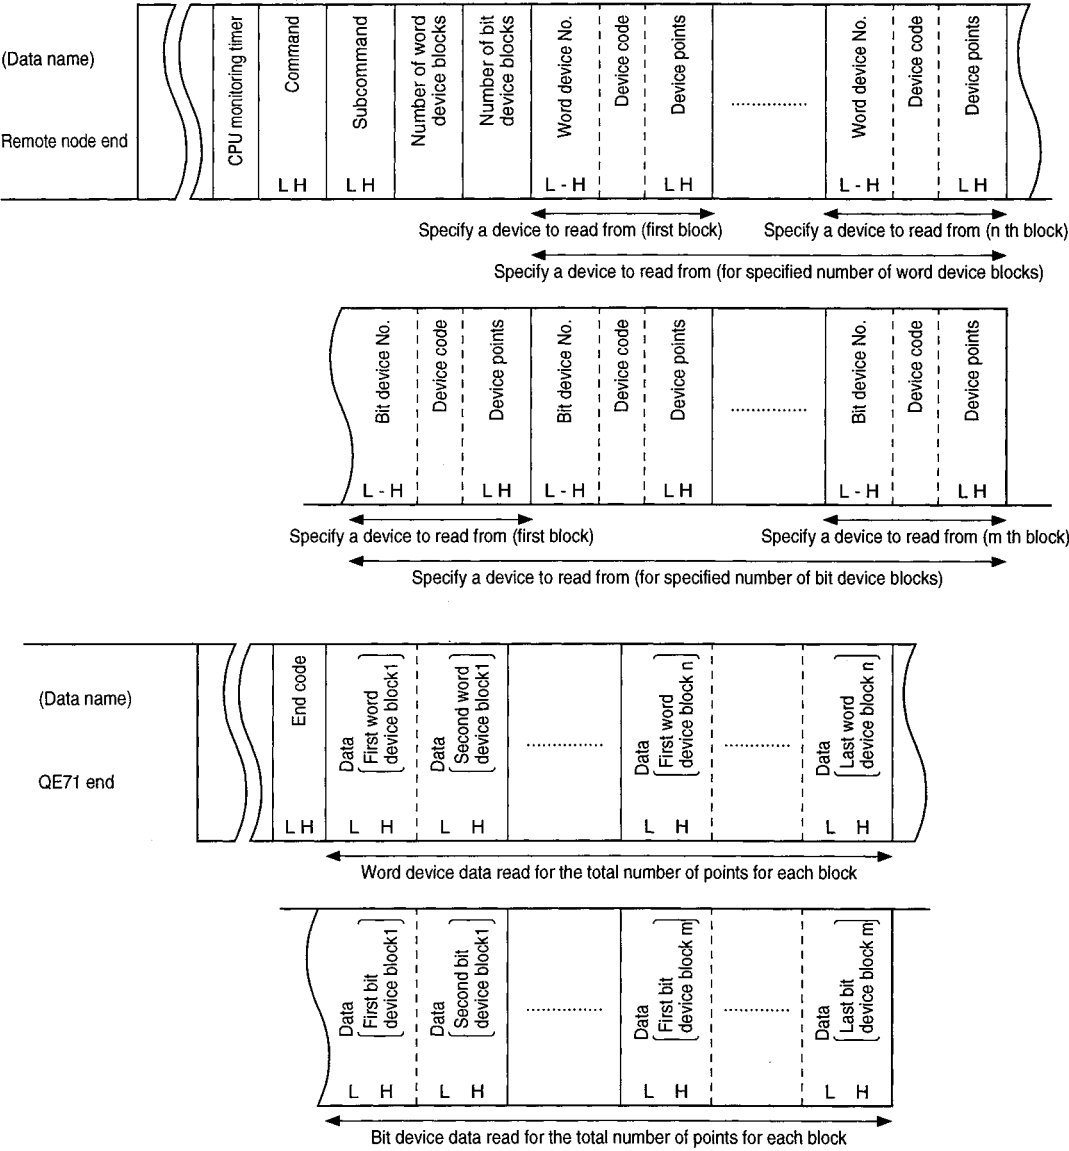 (Data name)
Remote node end
CPU monitoring timer
Command
L H
Subcommand
L H
Number of word
device blocks
Number of bit
device blocks
Word device No.
L - H
Device code
Device points
L H
..............
Word device No.
L - H
Device code
Device points
L H
Specify a device to read from (first block)
Specify a device to read from (n th block)
Specify a device to read from (for specified number of word device blocks)
Bit device No.
L - H
Device code
Device points
L H
Bit device No.
L - H
Device code
Device points
L H
..............
Bit device No.
L - H
Device code
Device points
L H
Specify a device to read from (first block)
Specify a device to read from (m th block)
Specify a device to read from (for specified number of bit device blocks)
(Data name)
QE71 end
End code
L H
Data
First word
device block1
L H
Data
Second word
device block1
L H
..............
Data
First word
device block n
L H
..............
Data
Last word
device block n
L H
Word device data read for the total number of points for each block
Data
First bit
device block1
L H
Data
Second bit
device block1
L H
..............
Data
First bit
device block m
L H
..............
Data
Last bit
device block m
L H
Bit device data read for the total number of points for each block